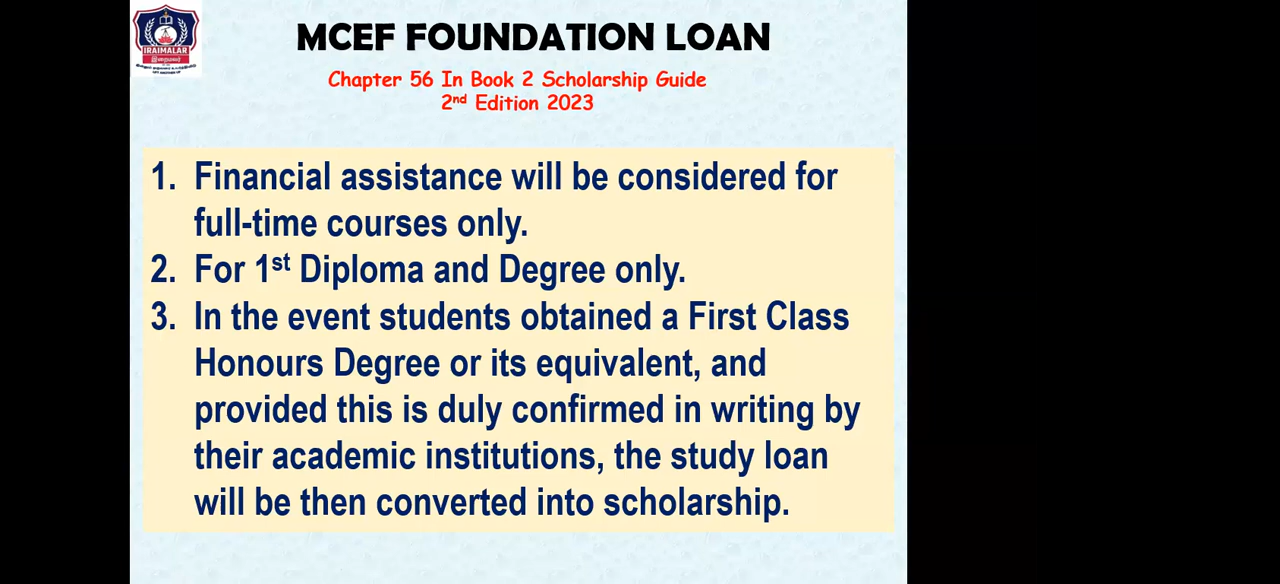 IRAIMALAR
இறைமலர்
MCEF FOUNDATION LOAN
Chapter 56 In Book 2 Scholarship Guide
2nd Edition 2023
1. Financial assistance will be considered for
full-time courses only.
2. For 1st Diploma and Degree only.
3. In the event students obtained a First Class
Honours Degree or its equivalent, and
provided this is duly confirmed in writing by
their academic institutions, the study loan
will be then converted into scholarship.